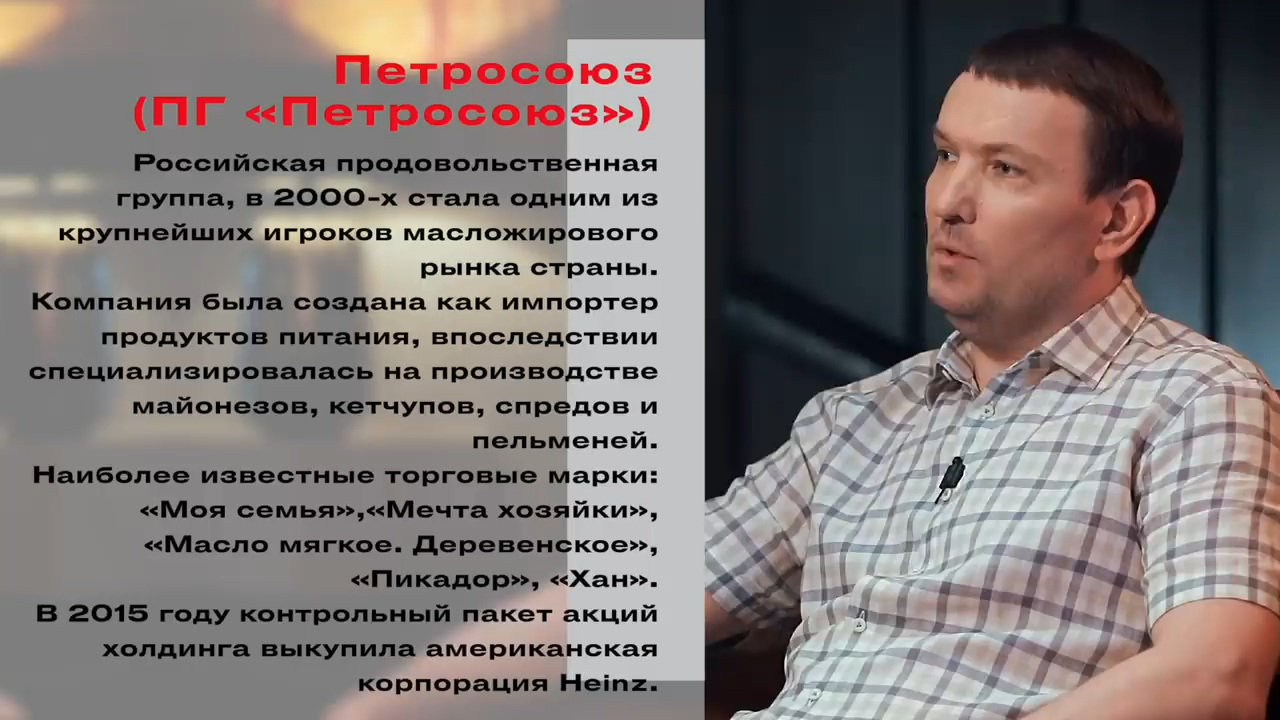 Петросоюз
(ПГ «Петросоюз»)
Российская продовольственная
группа, в 2000-х стала одним из
крупнейших игроков масложирового
рынка страны.
Компания была создана как импортер
продуктов питания, впоследствии
специализировалась на производстве
майонезов, кетчупов, спредов и
пельменей.
Наиболее известные торговые марки:
«Моя семья»,«Мечта хозяйки»,
«Масло мягкое. Деревенское»,
«Пикадор», «Хан».
В 2015 году контрольный пакет акций
холдинга выкупила американская
корпорация Heinz.